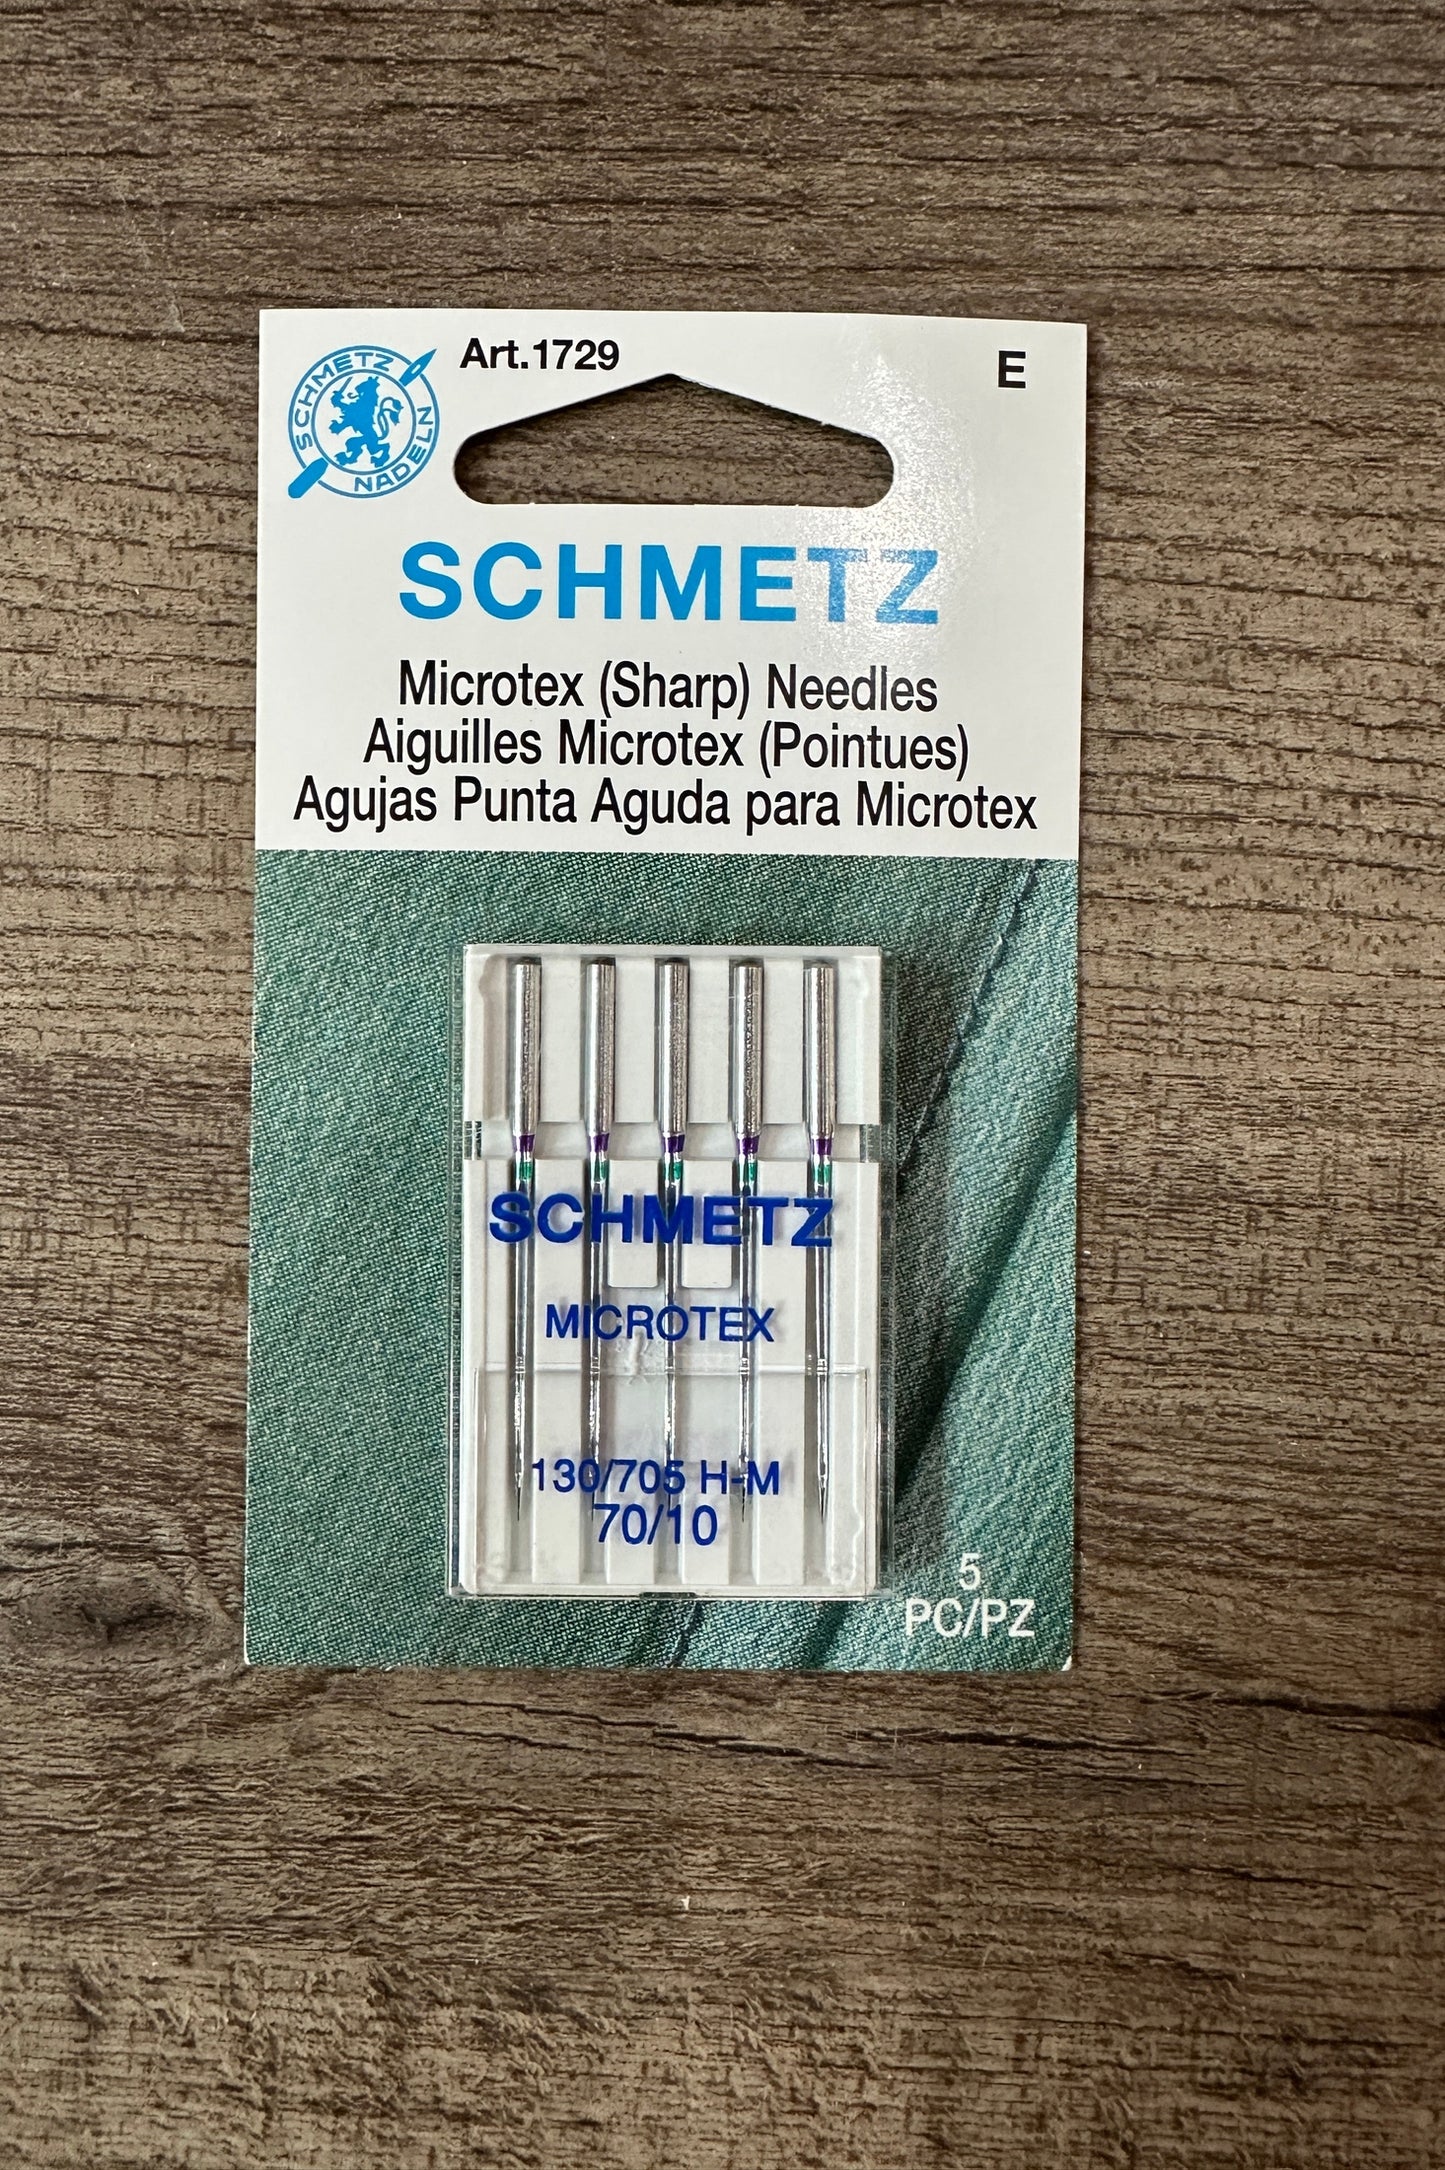 SCHMETZ
NADELN
Art.1729
E
SCHMETZ
Microtex (Sharp) Needles
Aiguilles Microtex (Pointues)
Agujas Punta Aguda para Microtex
SCHMETZ
MICROTEX
130/705 H-M
70/10
5
PC/PZ